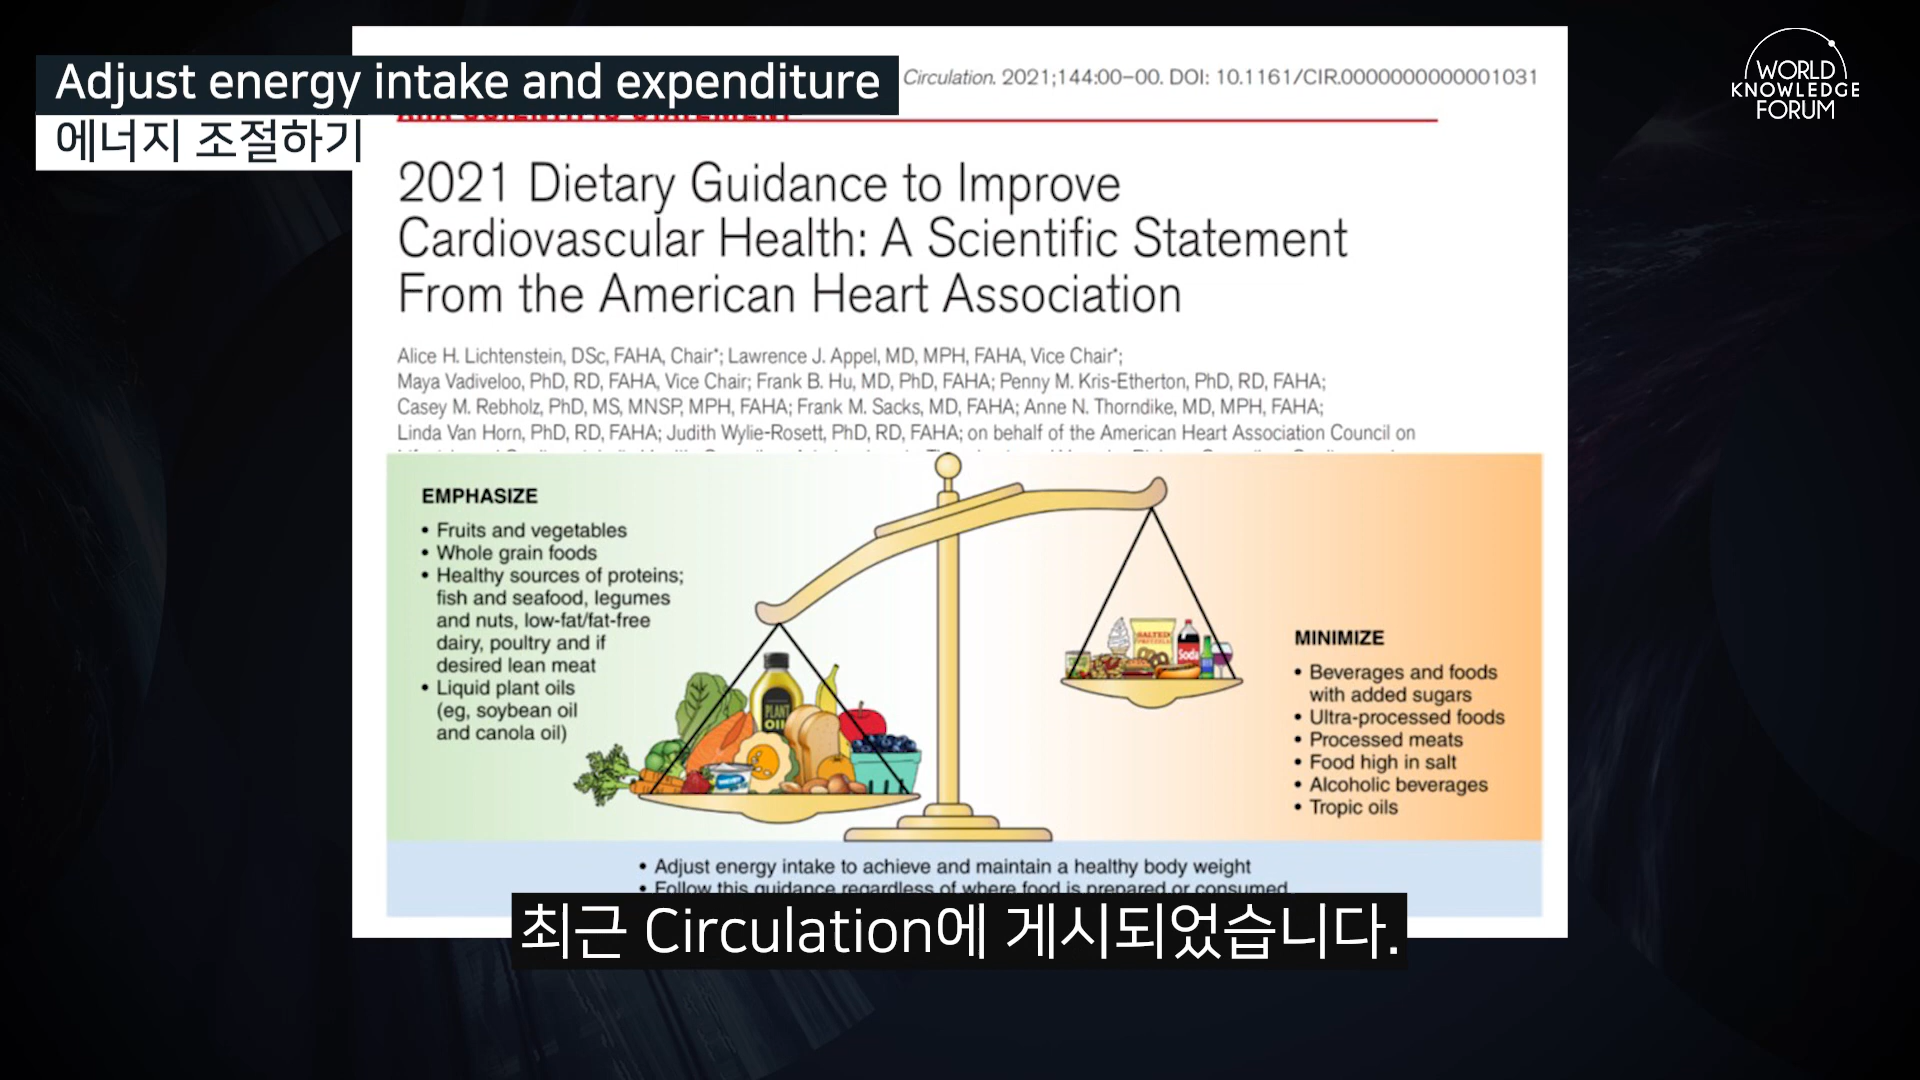 Adjust energy intake and expenditure
에너지 조절하기
WORLD
KNOWLEDGE
FORUM
Circulation. 2021;144:00–00. DOI: 10.1161/CIR.0000000000001031
AHA SCIENTIFIC STATEMENT
2021 Dietary Guidance to Improve
Cardiovascular Health: A Scientific Statement
From the American Heart Association
Alice H. Lichtenstein, DSc, FAHA, Chair*; Lawrence J. Appel, MD, MPH, FAHA, Vice Chair*;
Maya Vadiveloo, PhD, RD, FAHA, Vice Chair; Frank B. Hu, MD, PhD, FAHA; Penny M. Kris-Etherton, PhD, RD, FAHA;
Casey M. Rebholz, PhD, MS, MNSP, MPH, FAHA; Frank M. Sacks, MD, FAHA; Anne N. Thorndike, MD, MPH, FAHA;
Linda Van Horn, PhD, RD, FAHA; Judith Wylie-Rosett, PhD, RD, FAHA; on behalf of the American Heart Association Council on
EMPHASIZE
• Fruits and vegetables
• Whole grain foods
• Healthy sources of proteins;
fish and seafood, legumes
and nuts, low-fat/fat-free
dairy, poultry and if
desired lean meat
• Liquid plant oils
(eg, soybean oil
and canola oil)
PLANT
OIL
SALTED
PRETZELS
Soda
MINIMIZE
• Beverages and foods
with added sugars
• Ultra-processed foods
• Processed meats
• Food high in salt
• Alcoholic beverages
• Tropic oils
• Adjust energy intake to achieve and maintain a healthy body weight
• Follow this guidance regardless of where food is prepared or consumed
최근 Circulation에 게시되었습니다.